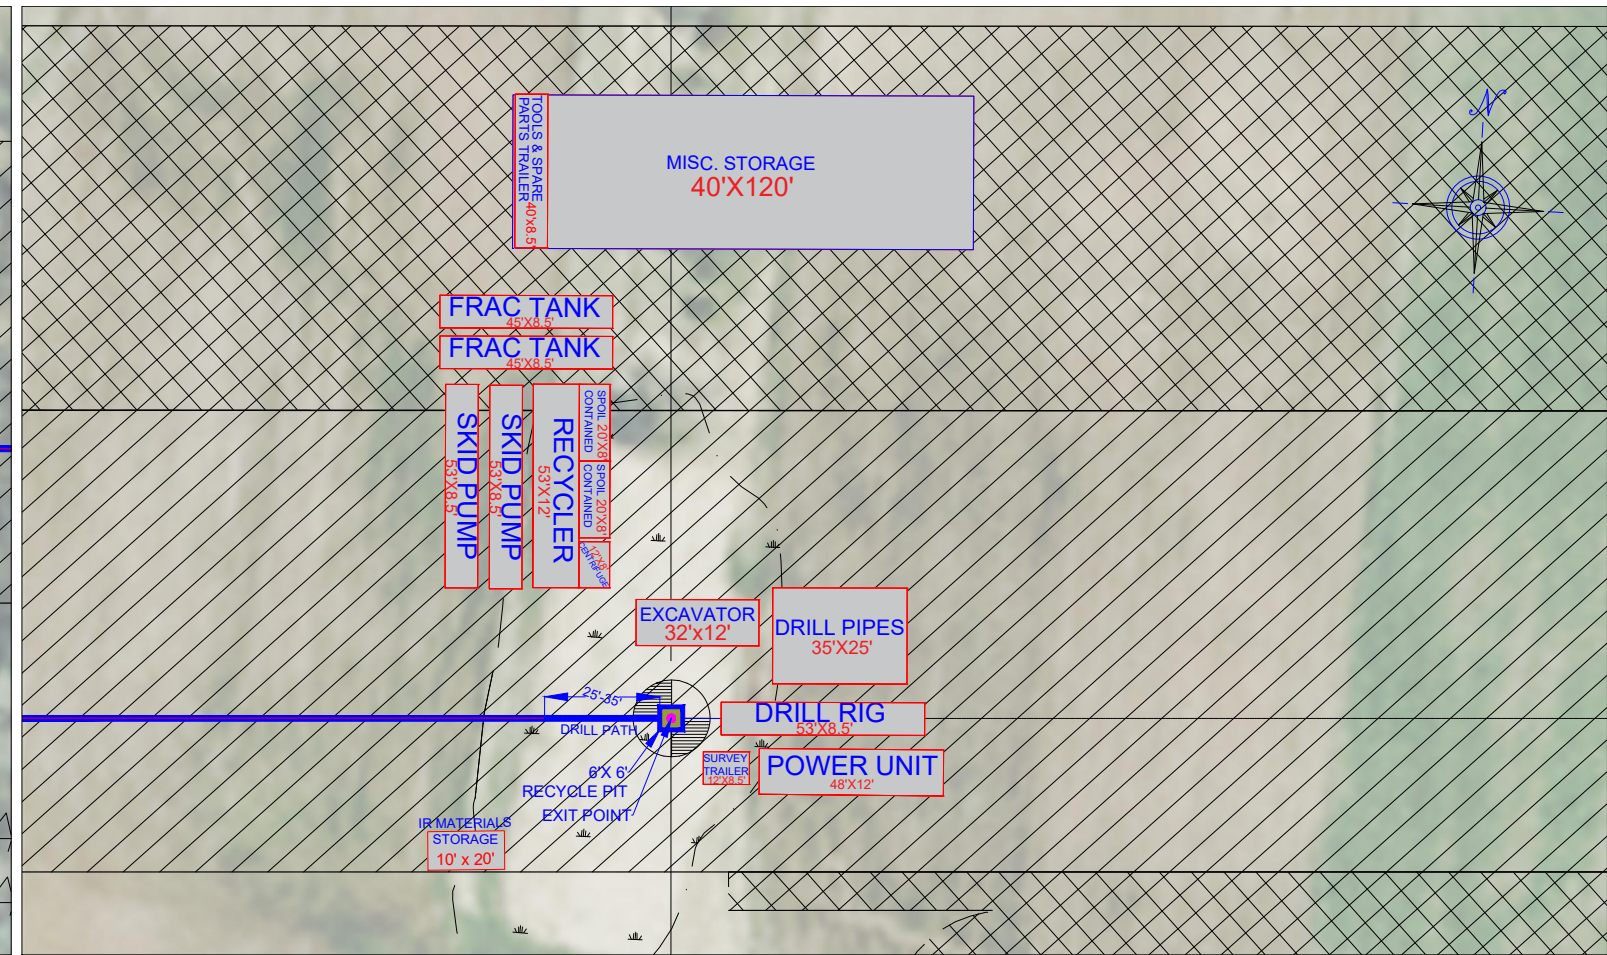 N
TOOLS & SPARE
PARTS TRAILER
40'x8.5'
MISC. STORAGE
40'X120'
FRAC TANK
45'X8.5'
FRAC TANK
45'X8.5'
SKID PUMP
53'X8.5'
SKID PUMP
53'X8.5'
RECYCLER
53'X12'
SPOIL 20'X8'
CONTAINED
SPOIL 20'X8'
CONTAINED
12'X8'
CENTRIFUGE
EXCAVATOR
32'x12'
DRILL PIPES
35'X25'
25'-35'
DRILL PATH
DRILL RIG
53'X8.5'
SURVEY
TRAILER
12'X8.5'
POWER UNIT
48'X12'
6'X 6'
RECYCLE PIT
EXIT POINT
IR MATERIALS
STORAGE
10' x 20'